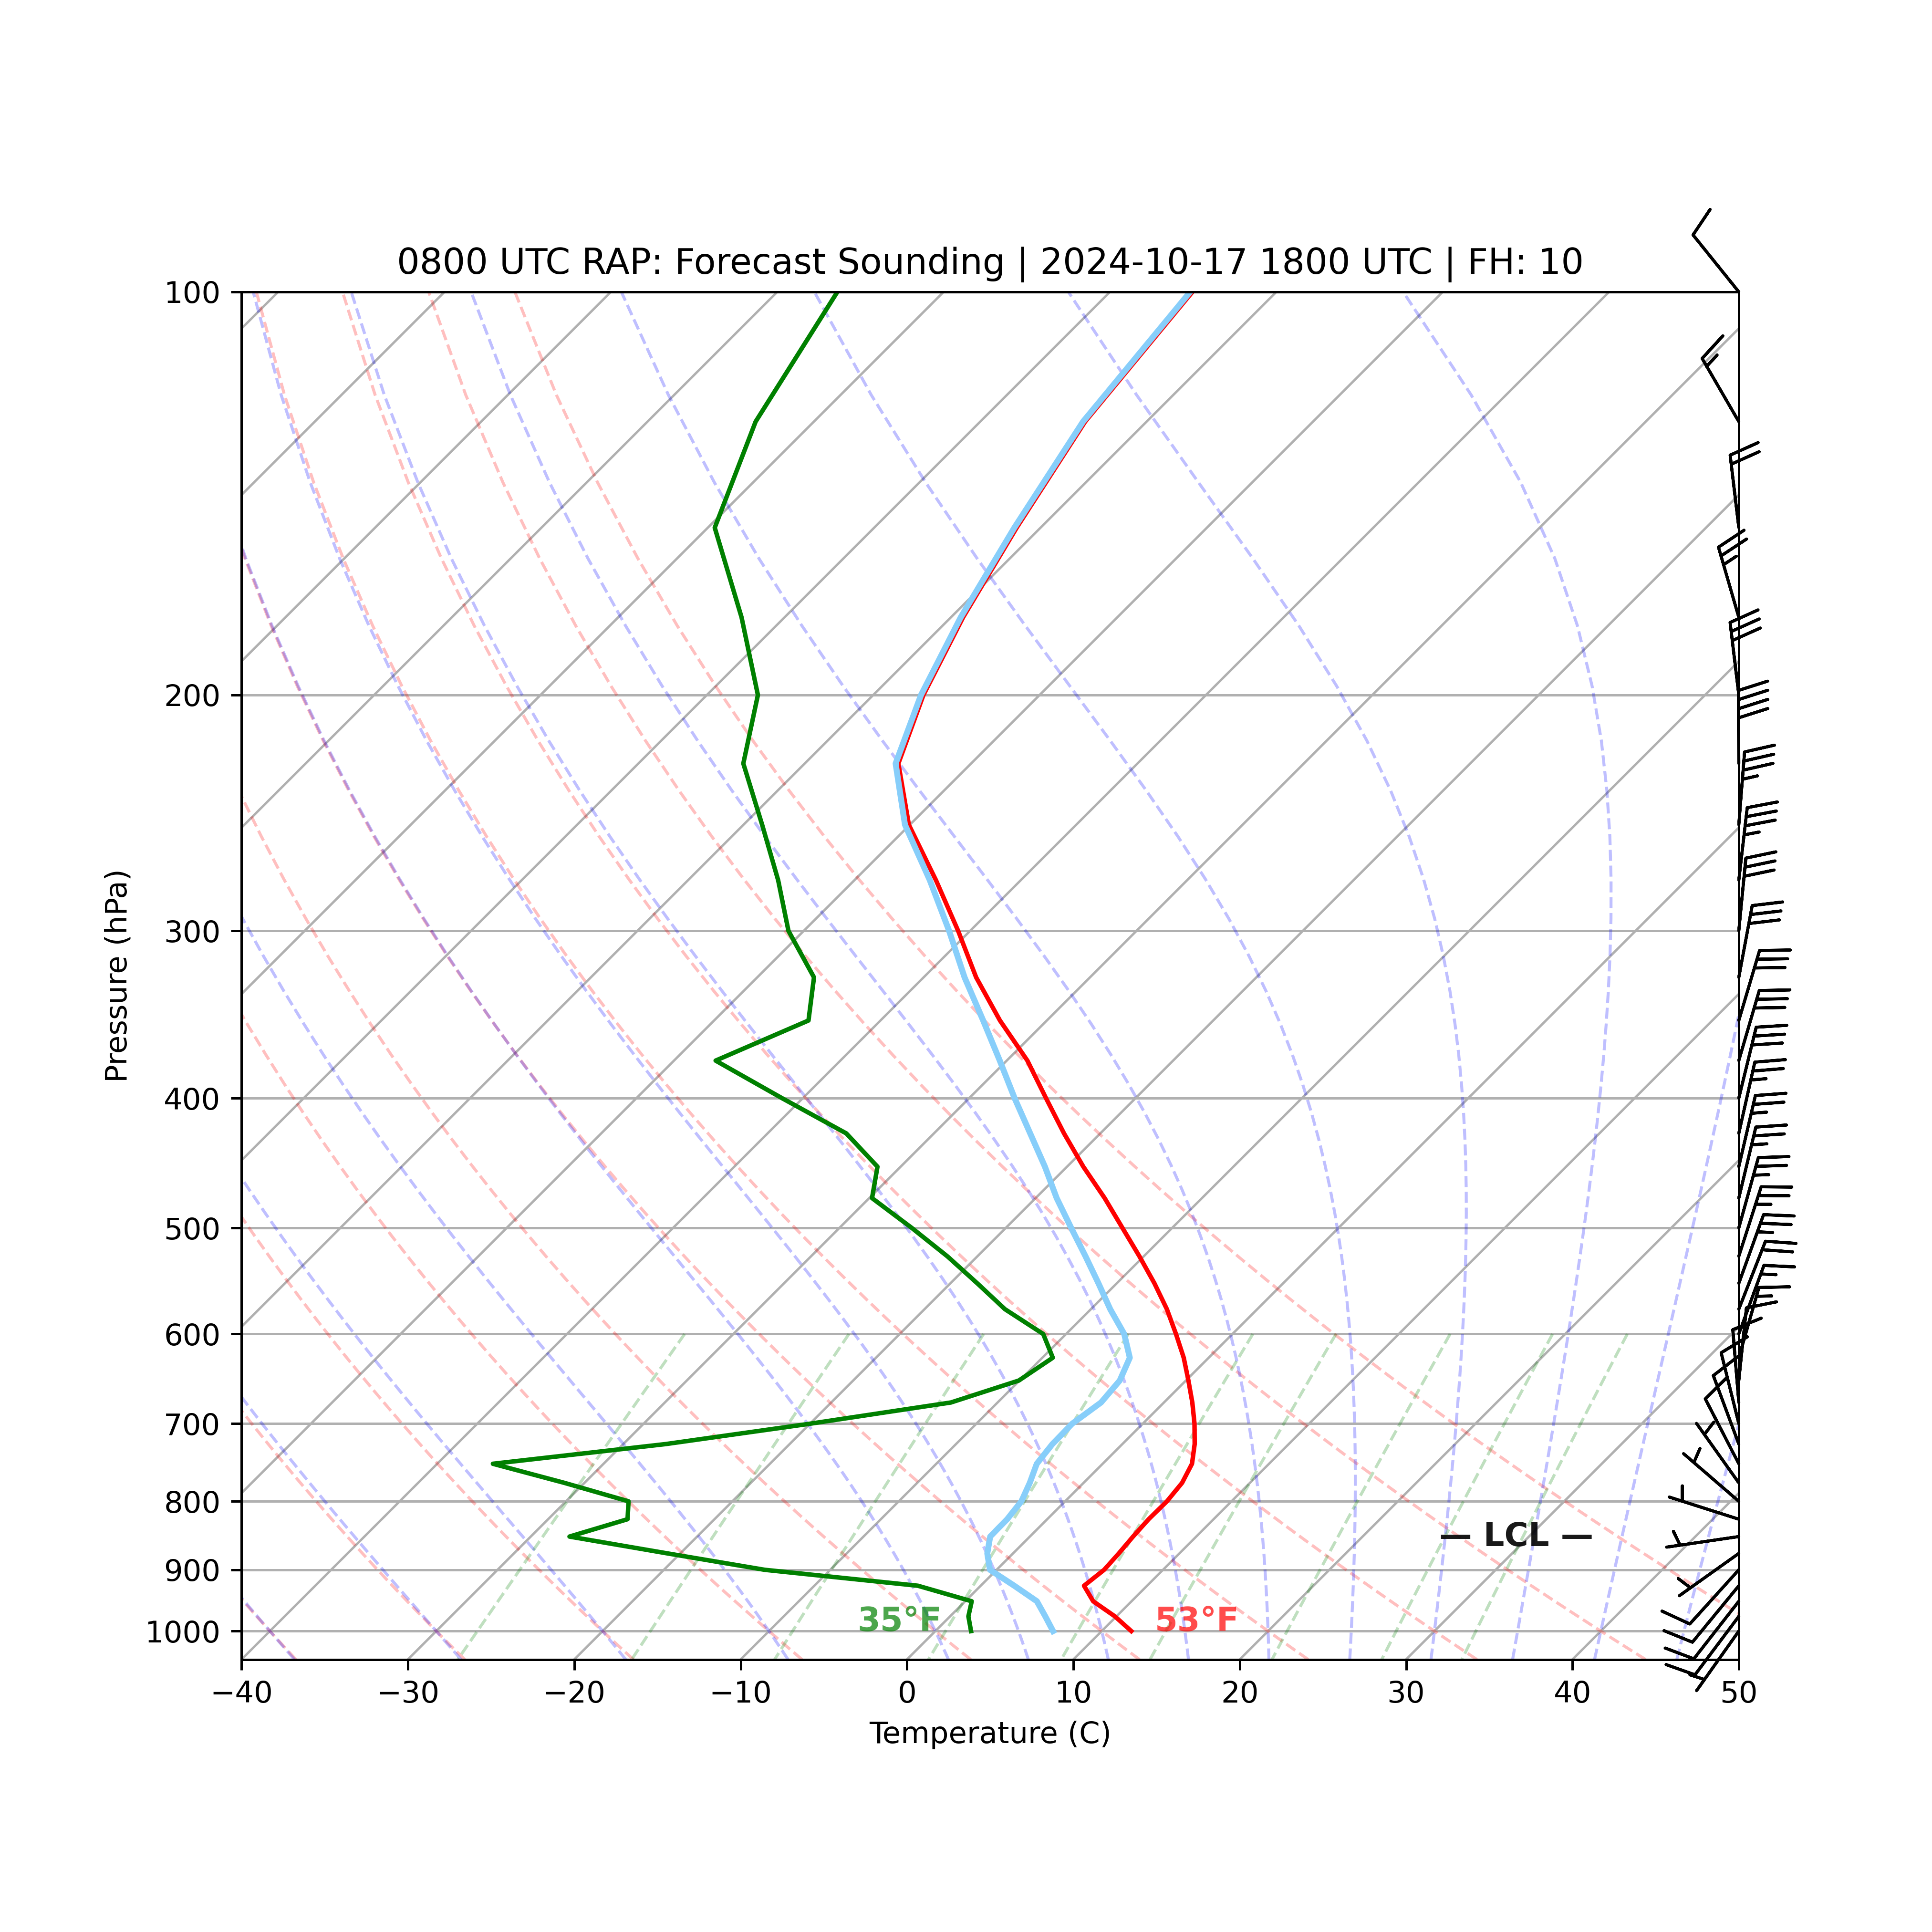 0800 UTC RAP: Forecast Sounding | 2024-10-17 1800 UTC | FH: 10
100
200
300
400
500
600
700
800
900
1000
Pressure (hPa)
— LCL —
35°F
53°F
−40 −30 −20 −10 0 10 20 30 40 50
Temperature (C)